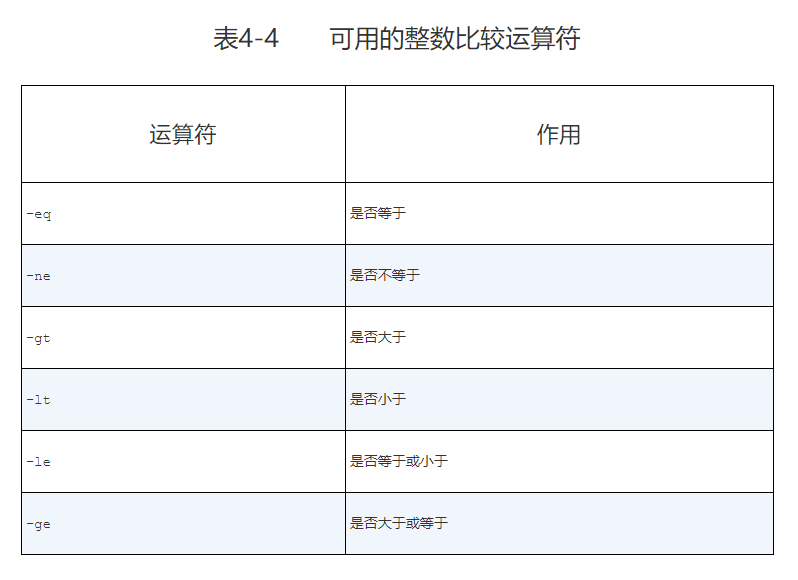 表4-4 可用的整数比较运算符
运算符 作用
-eq 是否等于
-ne 是否不等于
-gt 是否大于
-lt 是否小于
-le 是否等于或小于
-ge 是否大于或等于